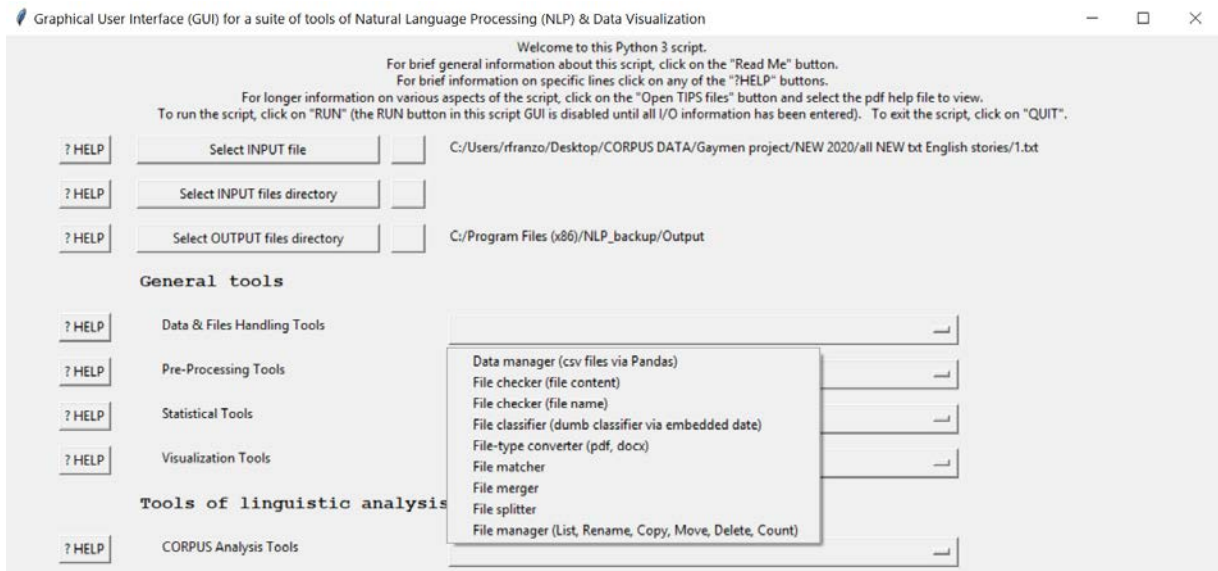 Graphical User Interface (GUI) for a suite of tools of Natural Language Processing (NLP) & Data Visualization
Welcome to this Python 3 script.
For brief general information about this script, click on the "Read Me" button.
For brief information on specific lines click on any of the "?HELP" buttons.
For longer information on various aspects of the script, click on the "Open TIPS files" button and select the pdf help file to view.
To run the script, click on "RUN" (the RUN button in this script GUI is disabled until all I/O information has been entered). To exit the script, click on "QUIT".
? HELP Select INPUT file C:/Users/rfranzo/Desktop/CORPUS DATA/Gaymen project/NEW 2020/all NEW txt English stories/1.txt
? HELP Select INPUT files directory
? HELP Select OUTPUT files directory C:/Program Files (x86)/NLP_backup/Output
General tools
? HELP Data & Files Handling Tools
Data manager (csv files via Pandas)
? HELP Pre-Processing Tools
File checker (file content)
File checker (file name)
? HELP Statistical Tools
File classifier (dumb classifier via embedded date)
File-type converter (pdf, docx)
? HELP Visualization Tools
File matcher
File merger
Tools of linguistic analysis
File splitter
File manager (List, Rename, Copy, Move, Delete, Count)
? HELP CORPUS Analysis Tools